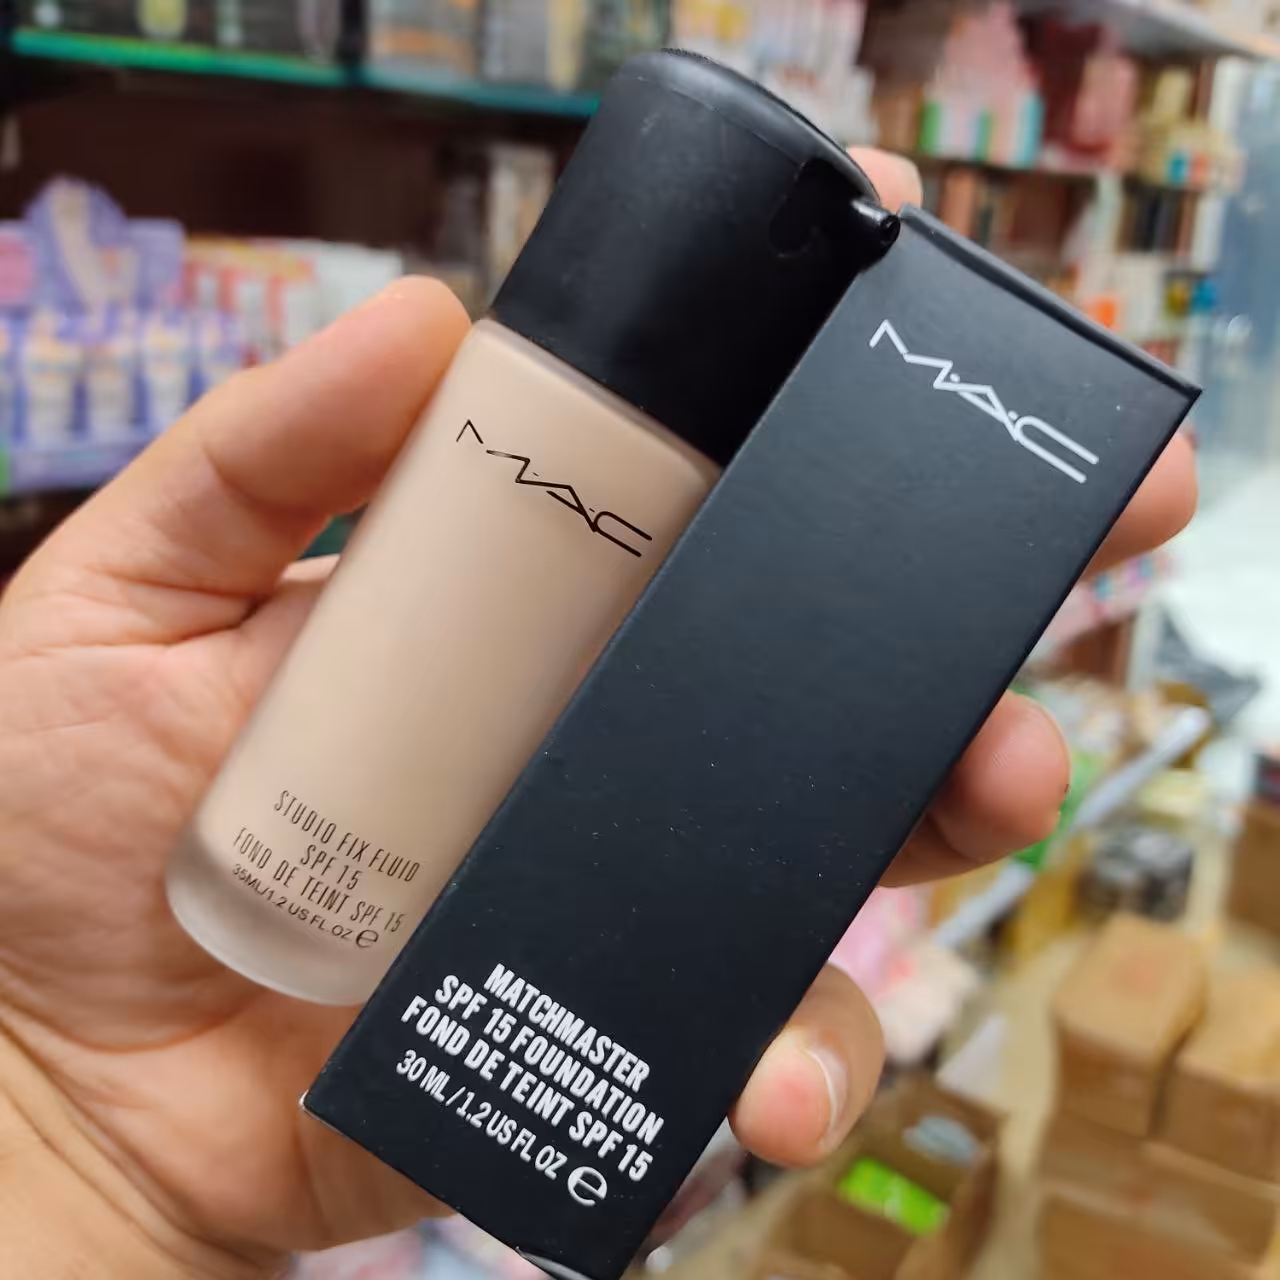 M·A·C
STUDIO FIX FLUID
SPF 15
FOND DE TEINT SPF 15
35ML/1.2 US FL.OZ e
M·A·C
MATCHMASTER
SPF 15 FOUNDATION
FOND DE TEINT SPF 15
30 ML / 1.2 US FL OZ e